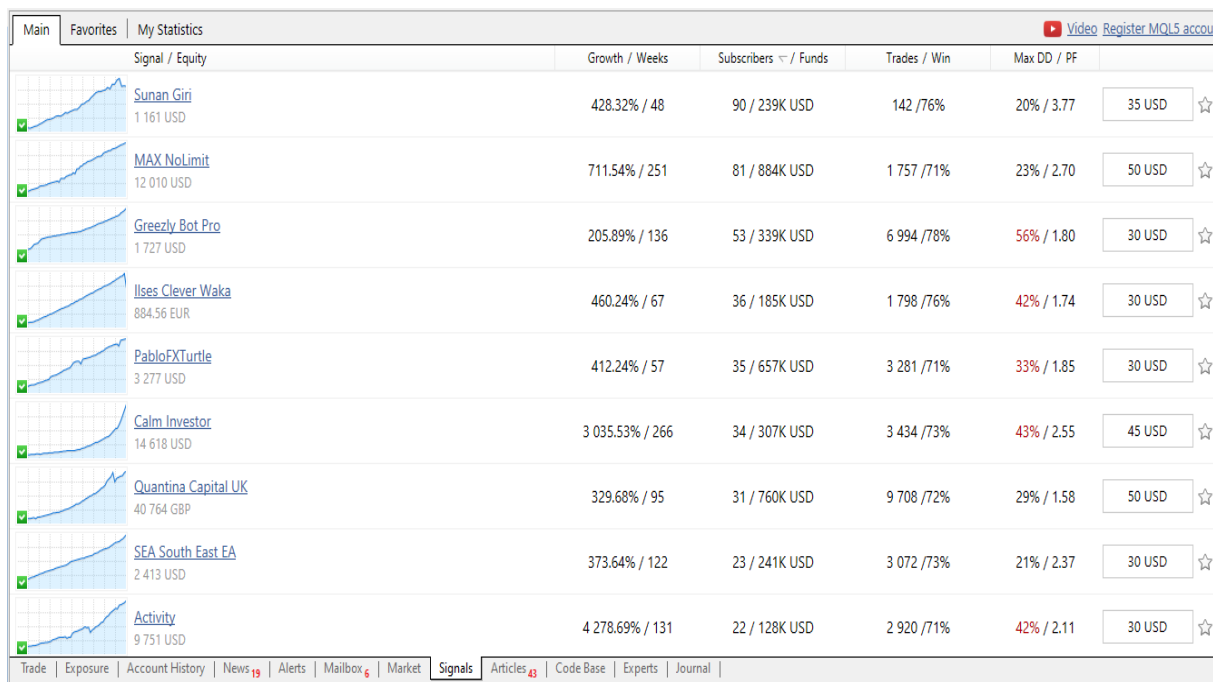 Main Favorites My Statistics Video Register MQL5 accou
Signal / Equity Growth / Weeks Subscribers / Funds Trades / Win Max DD / PF
Sunan Giri
1 161 USD
428.32% / 48 90 / 239K USD 142 /76% 20% / 3.77 35 USD
MAX NoLimit
12 010 USD
711.54% / 251 81 / 884K USD 1 757 /71% 23% / 2.70 50 USD
Greezly Bot Pro
1 727 USD
205.89% / 136 53 / 339K USD 6 994 /78% 56% / 1.80 30 USD
Ilses Clever Waka
884.56 EUR
460.24% / 67 36 / 185K USD 1 798 /76% 42% / 1.74 30 USD
PabloFXTurtle
3 277 USD
412.24% / 57 35 / 657K USD 3 281 /71% 33% / 1.85 30 USD
Calm Investor
14 618 USD
3 035.53% / 266 34 / 307K USD 3 434 /73% 43% / 2.55 45 USD
Quantina Capital UK
40 764 GBP
329.68% / 95 31 / 760K USD 9 708 /72% 29% / 1.58 50 USD
SEA South East EA
2 413 USD
373.64% / 122 23 / 241K USD 3 072 /73% 21% / 2.37 30 USD
Activity
9 751 USD
4 278.69% / 131 22 / 128K USD 2 920 /71% 42% / 2.11 30 USD
Trade | Exposure | Account History | News 19 | Alerts | Mailbox 6 | Market | Signals | Articles 43 | Code Base | Experts | Journal |